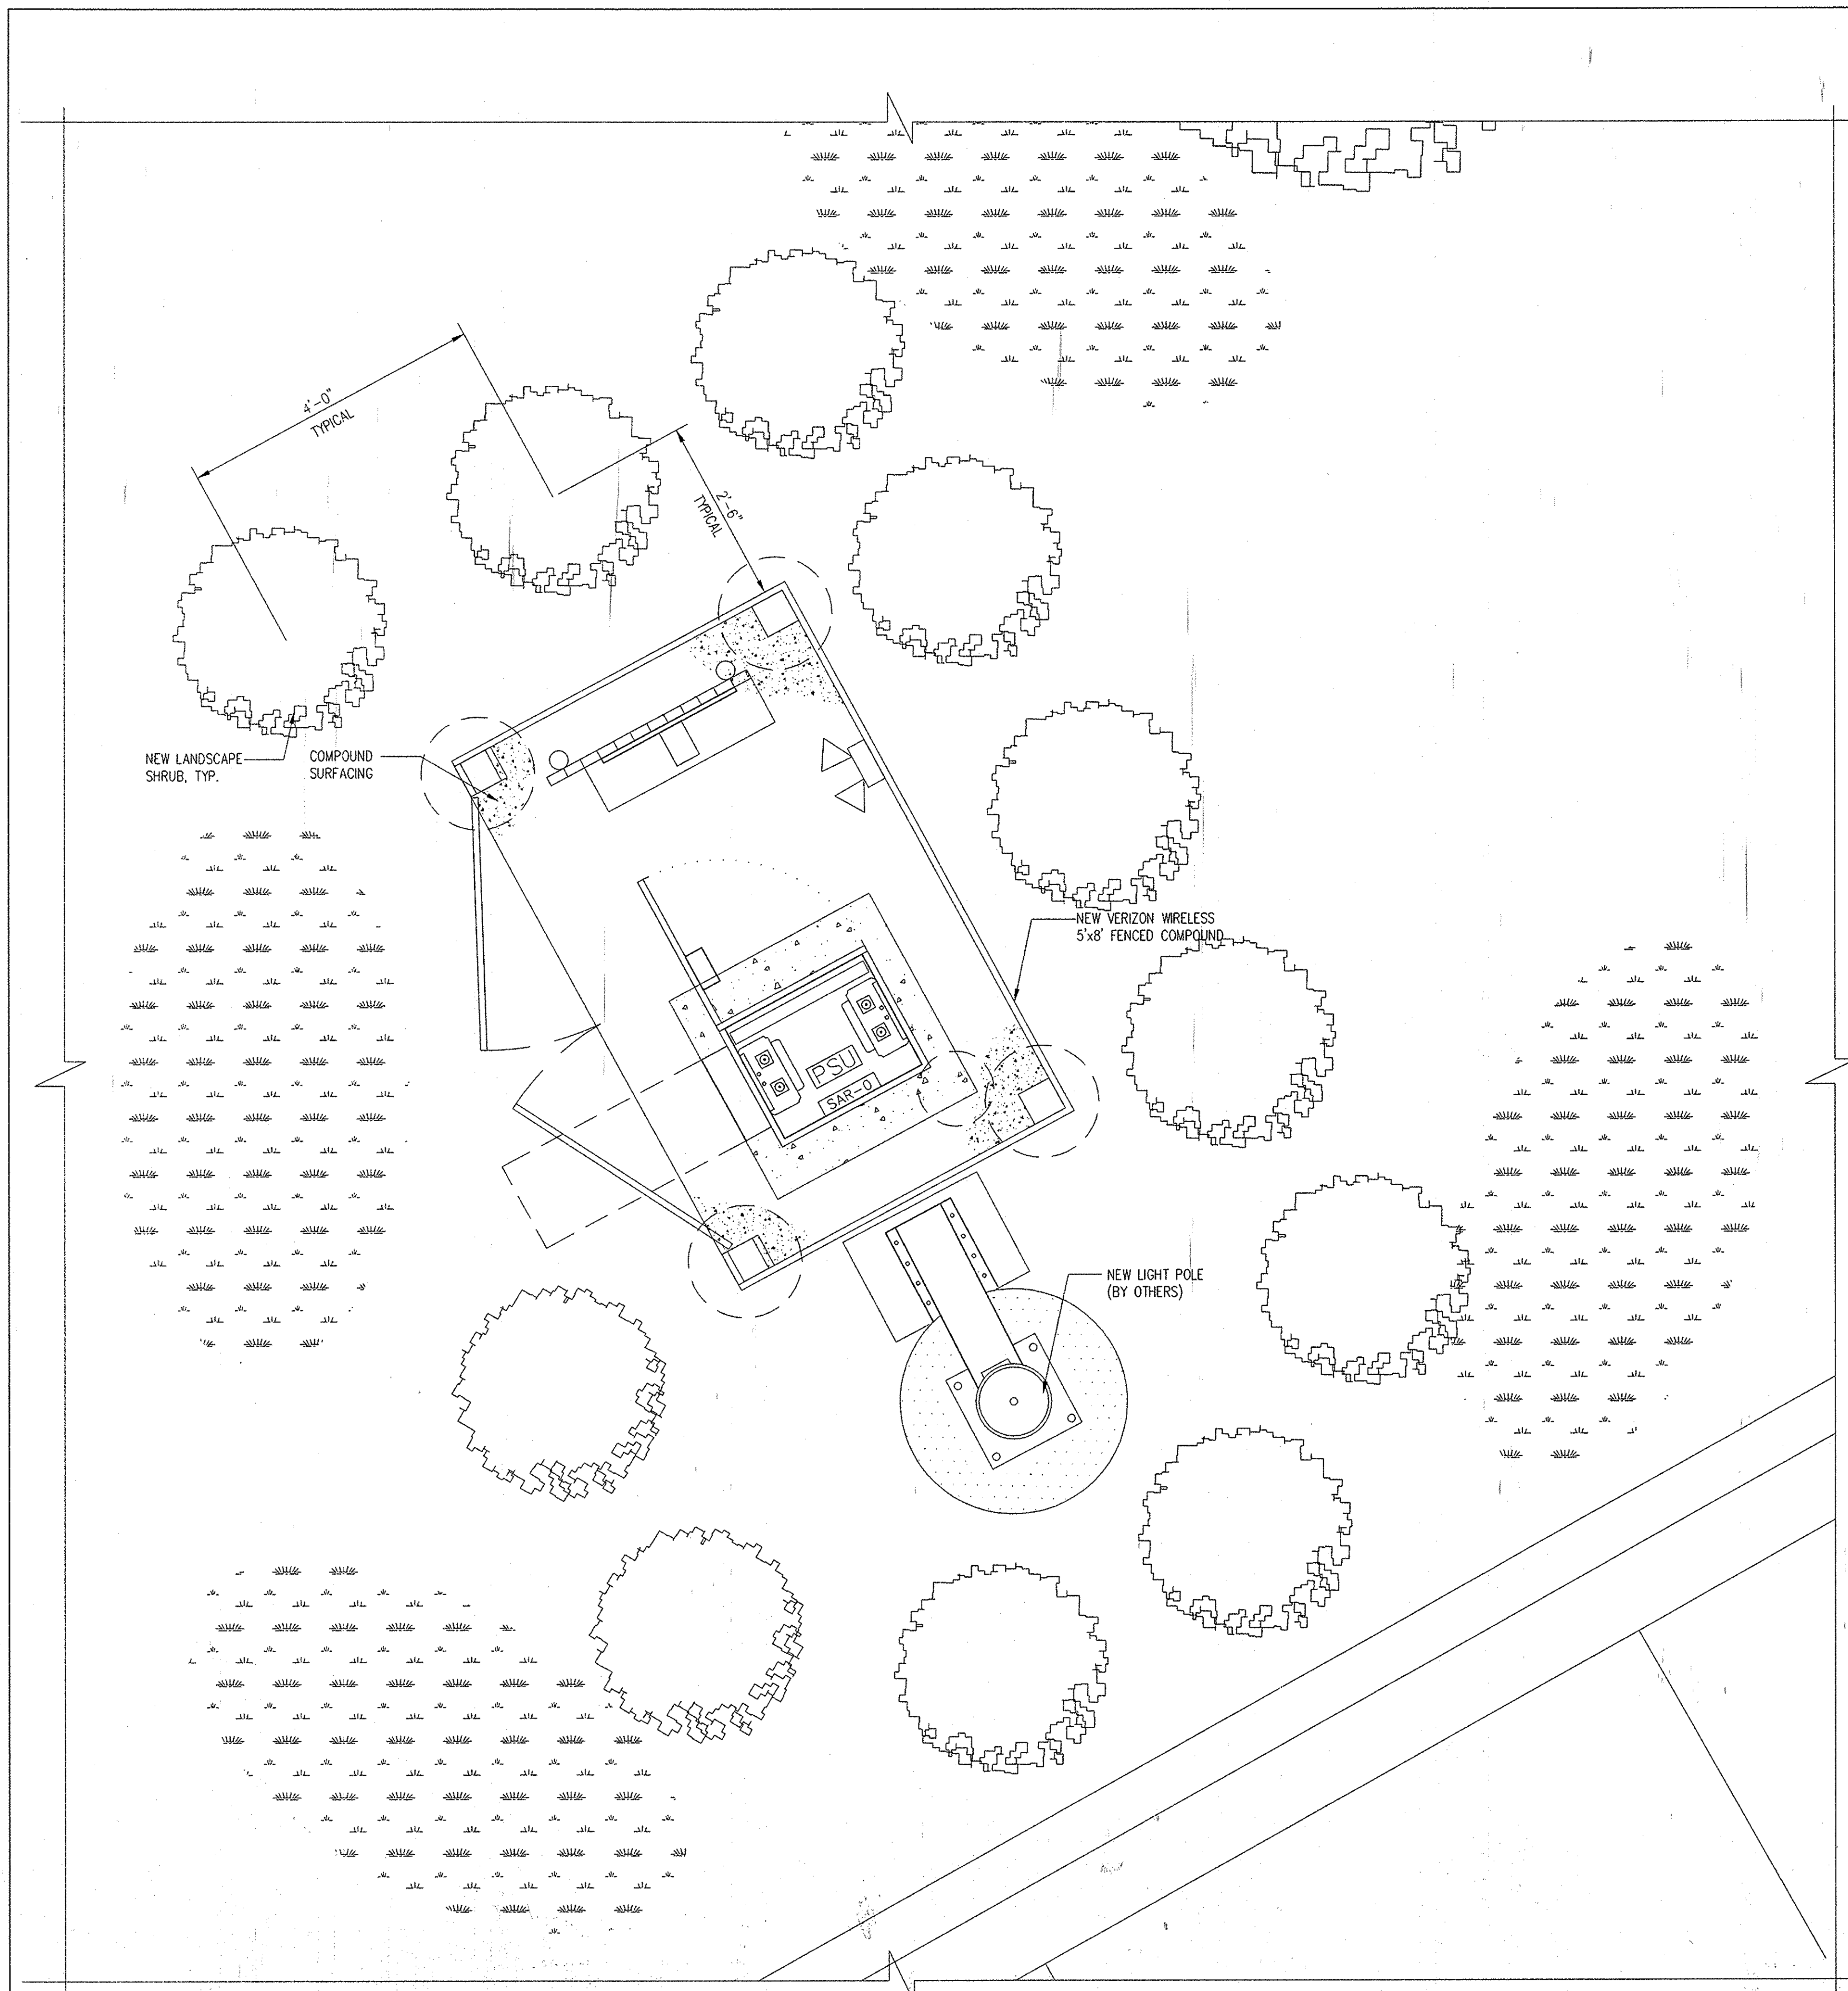 4'-0"
TYPICAL
2'-6"
TYPICAL
NEW LANDSCAPE
SHRUB, TYP.
COMPOUND
SURFACING
NEW VERIZON WIRELESS
5'x8' FENCED COMPOUND
PSU
SAR-O
NEW LIGHT POLE
(BY OTHERS)